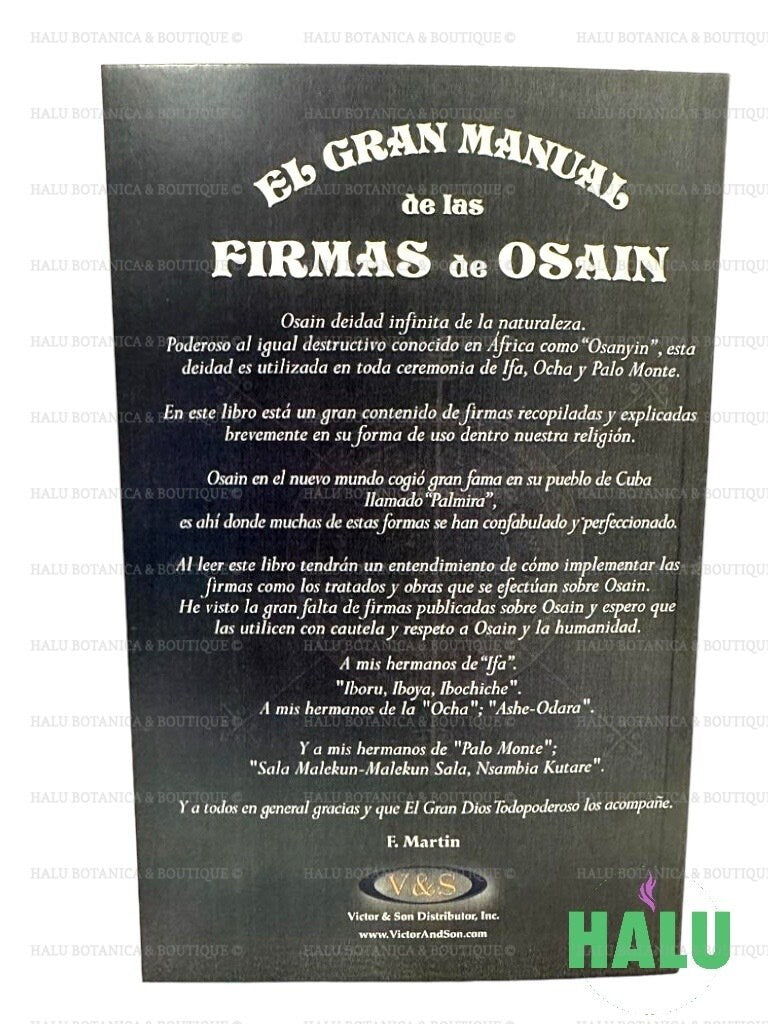 EL GRAN MANUAL
de las
FIRMAS de OSAIN
Osain deidad infinita de la naturaleza.
Poderoso al igual destructivo conocido en África como "Osanyin", esta
deidad es utilizada en toda ceremonia de Ifa, Ocha y Palo Monte.
En este libro está un gran contenido de firmas recopiladas y explicadas
brevemente en su forma de uso dentro nuestra religión.
Osain en el nuevo mundo cogió gran fama en su pueblo de Cuba
llamado "Palmira",
es ahí donde muchas de estas formas se han confabulado y perfeccionado.
Al leer este libro tendrán un entendimiento de cómo implementar las
firmas como los tratados y obras que se efectúan sobre Osain.
He visto la gran falta de firmas publicadas sobre Osain y espero que
las utilicen con cautela y respeto a Osain y la humanidad.
A mis hermanos de "Ifa".
"Iboru, Iboya, Ibochiche".
A mis hermanos de la "Ocha"; "Ashe-Odara".
Y a mis hermanos de "Palo Monte";
"Sala Malekun-Malekun Sala, Nsambia Kutare".
Y a todos en general gracias y que El Gran Dios Todopoderoso los acompañe.
F. Martin
V&S
Victor & Son Distributor, Inc.
www.VictorAndSon.com
HALU
HALU BOTANICA & BOUTIQUE ©